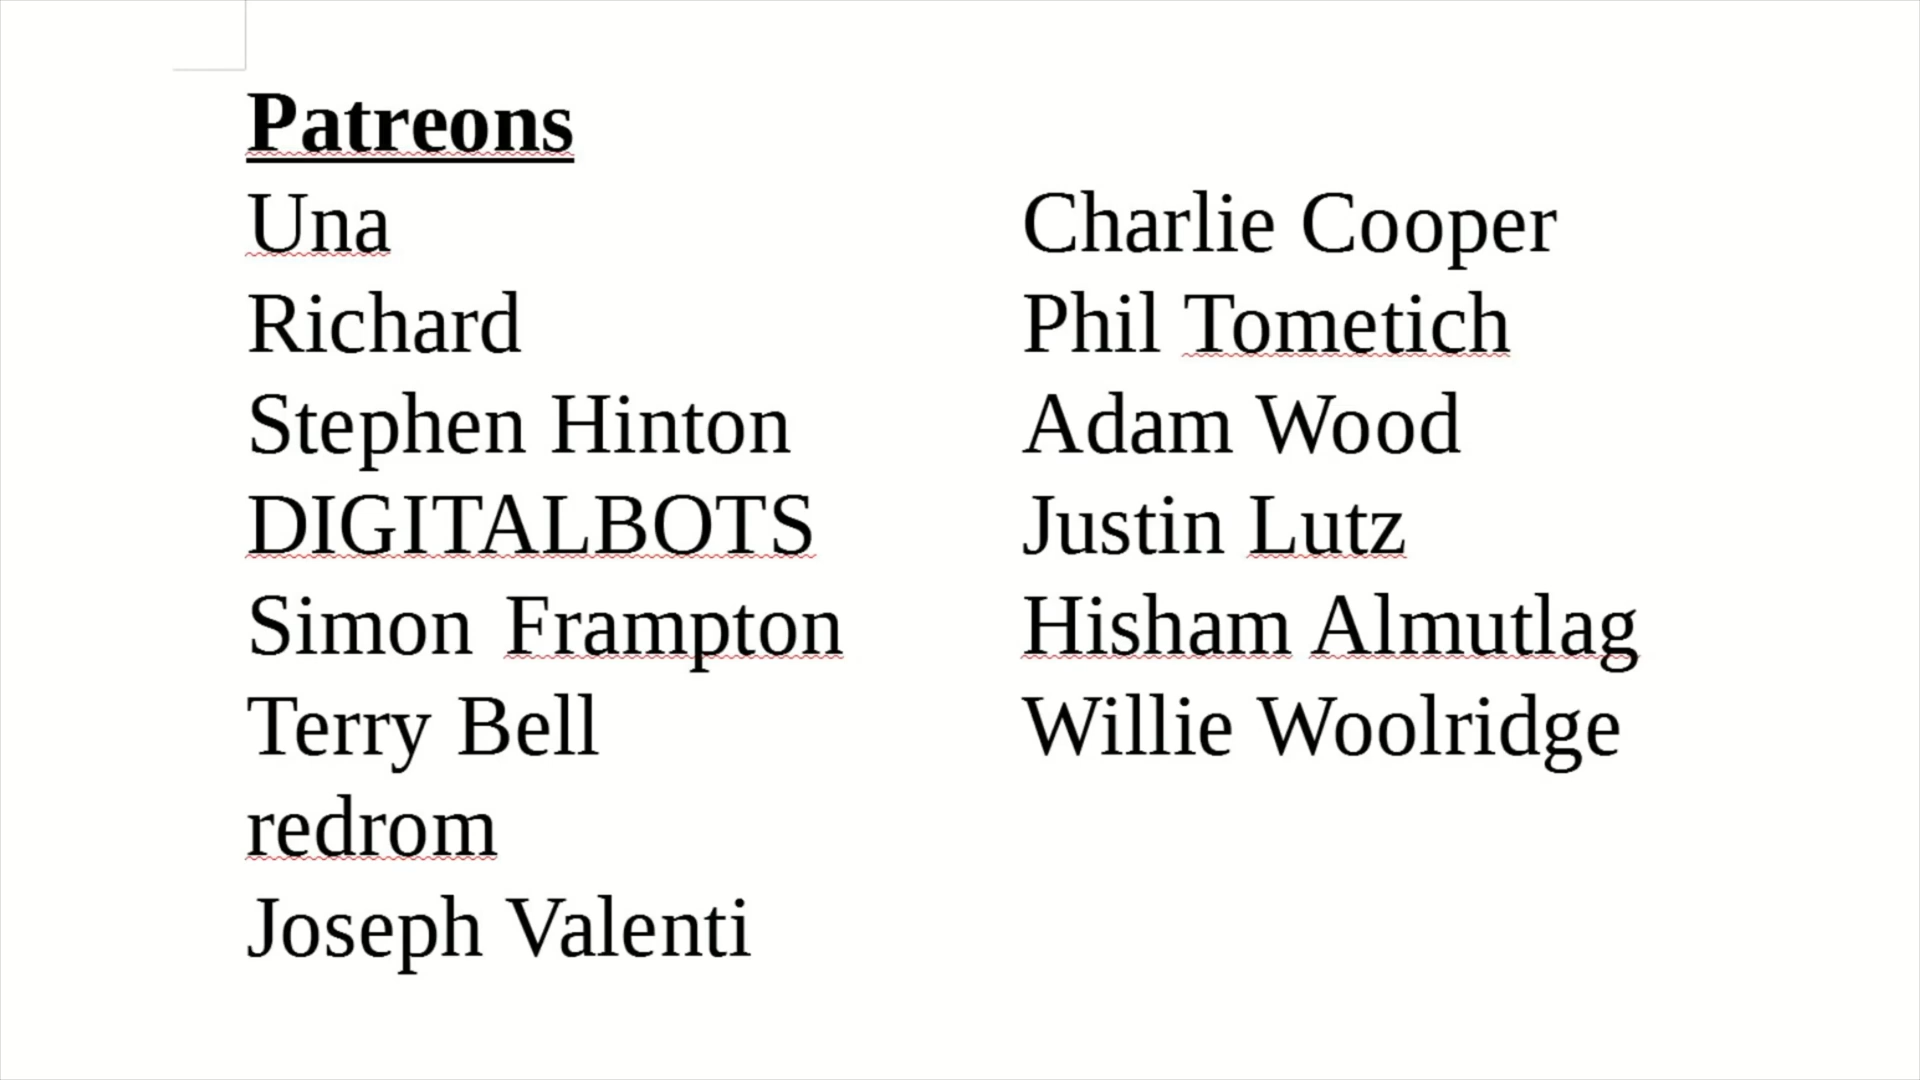 Patreons
Una
Richard
Stephen Hinton
DIGITALBOTS
Simon Frampton
Terry Bell
redrom
Joseph Valenti
Charlie Cooper
Phil Tometich
Adam Wood
Justin Lutz
Hisham Almutlag
Willie Woolridge